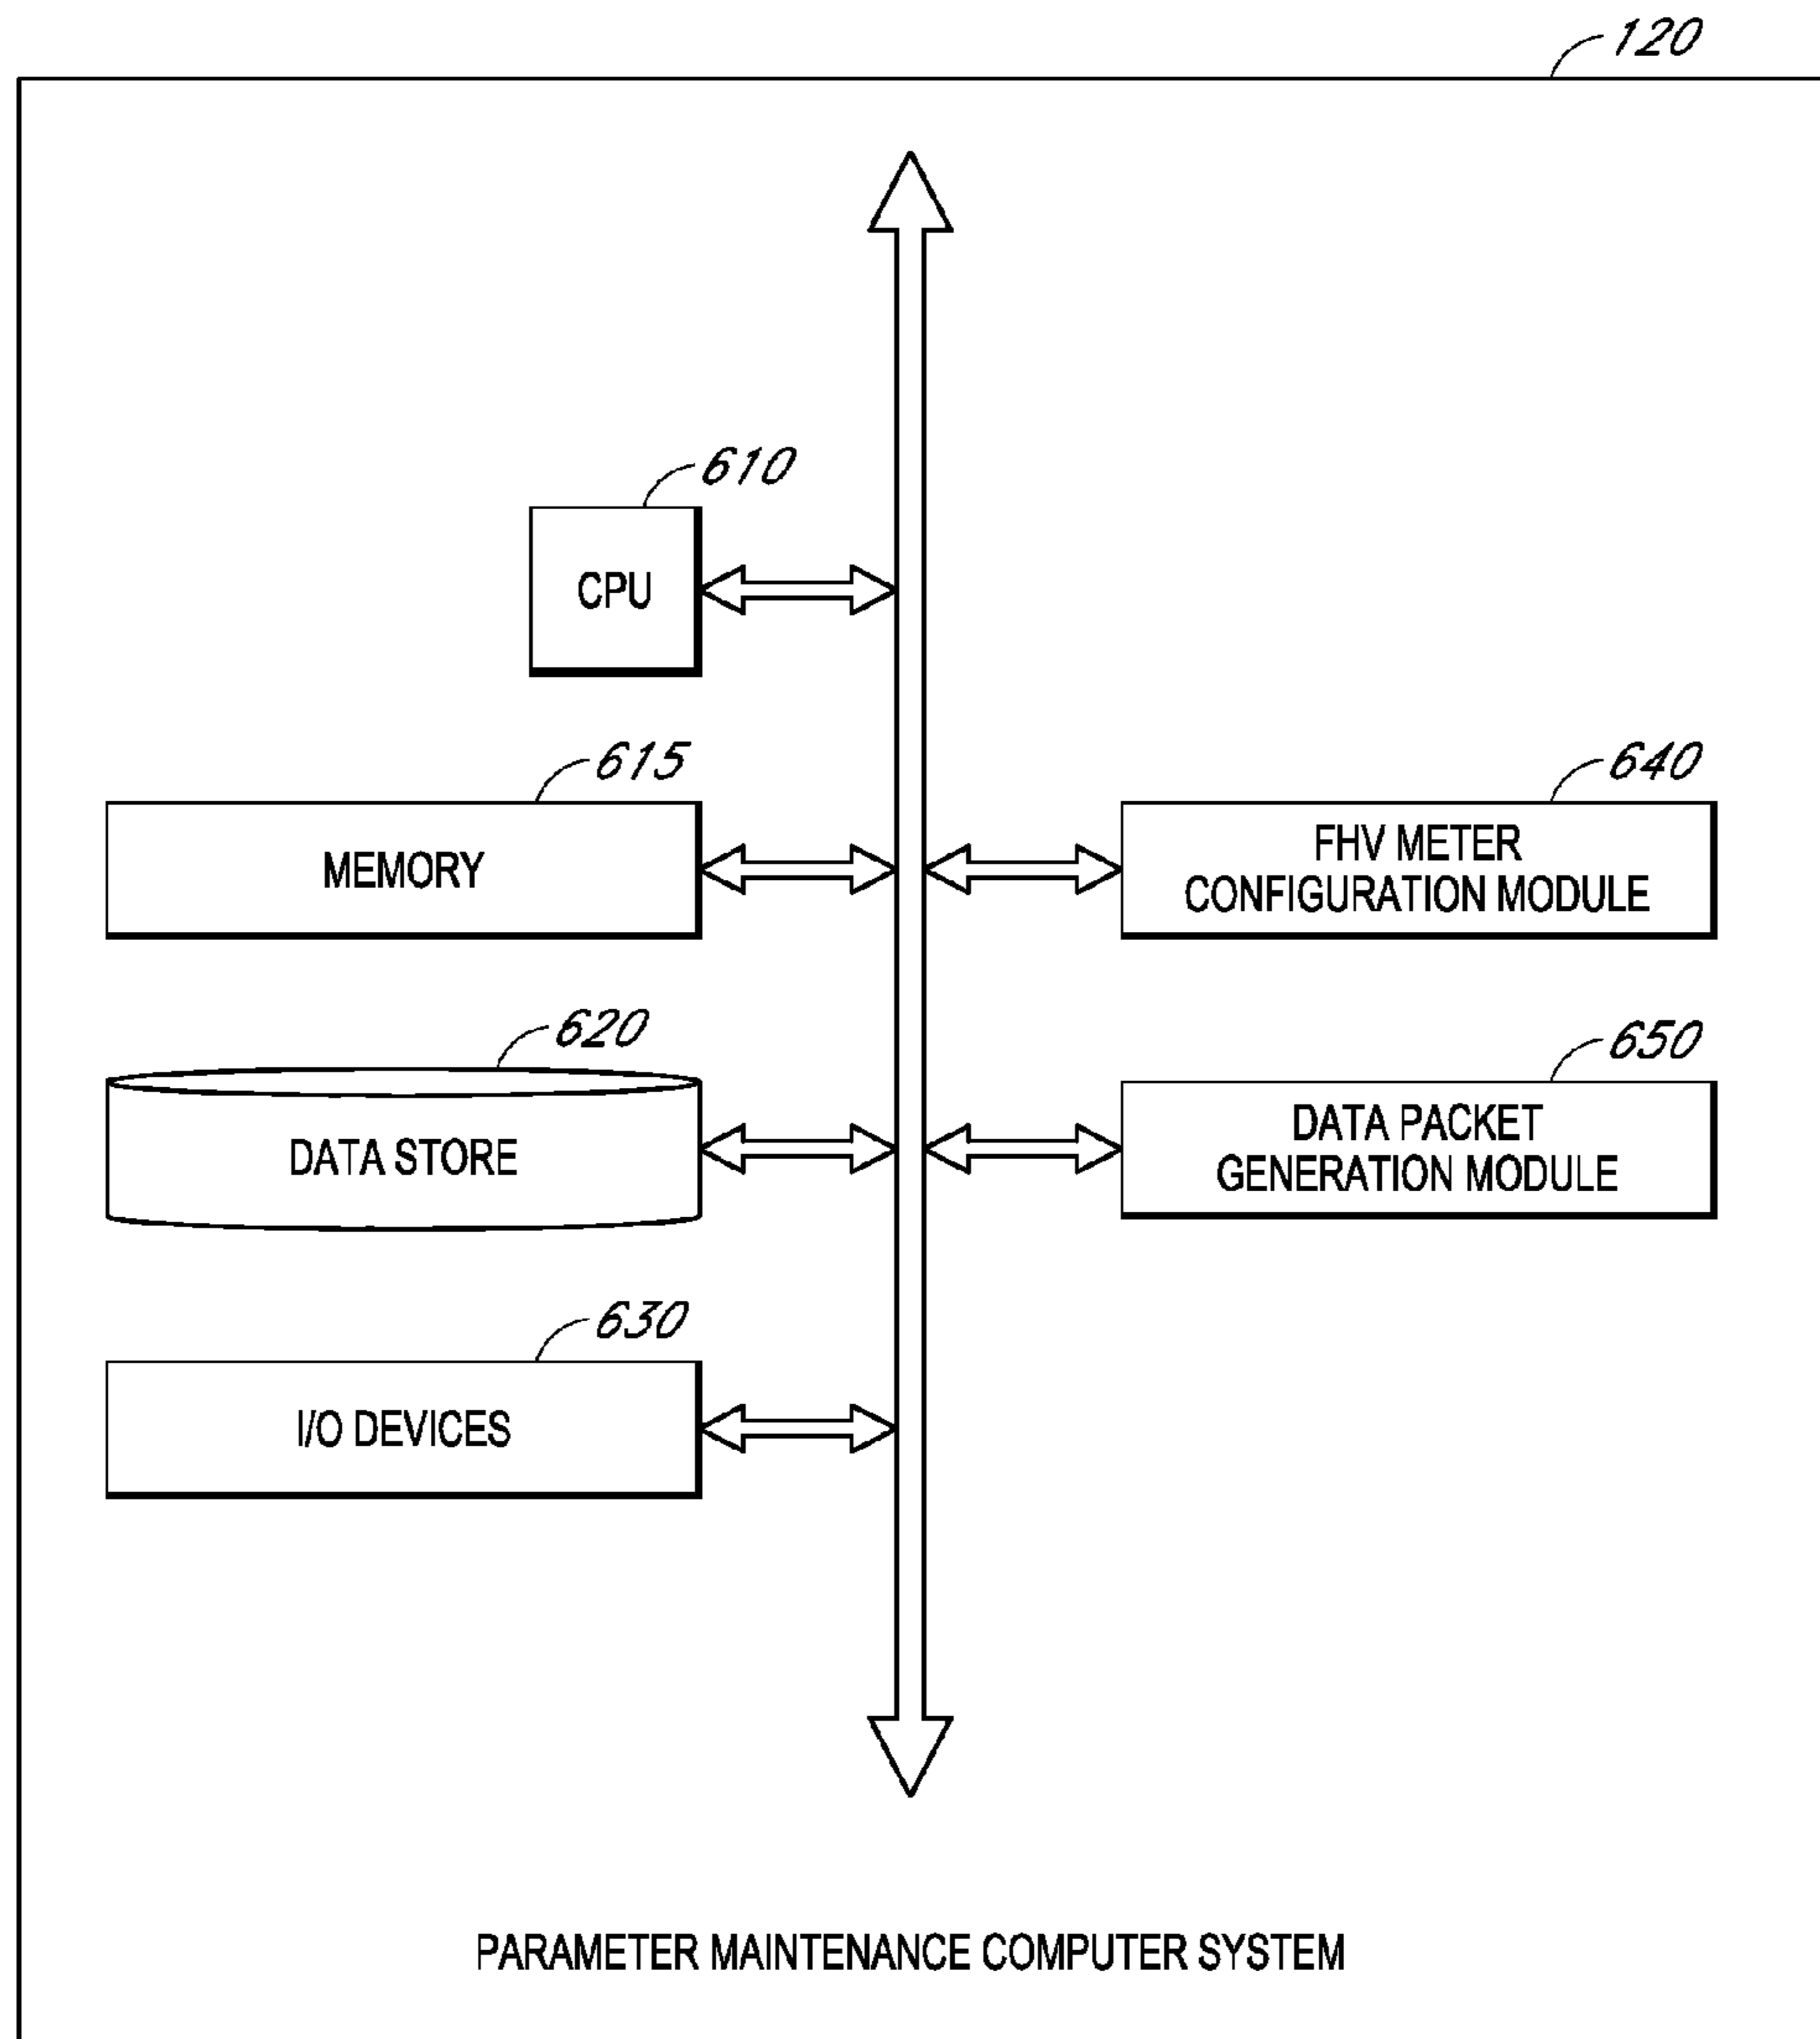 120
610
CPU
615
MEMORY
640
FHV METER
CONFIGURATION MODULE
620
DATA STORE
650
DATA PACKET
GENERATION MODULE
630
I/O DEVICES
PARAMETER MAINTENANCE COMPUTER SYSTEM